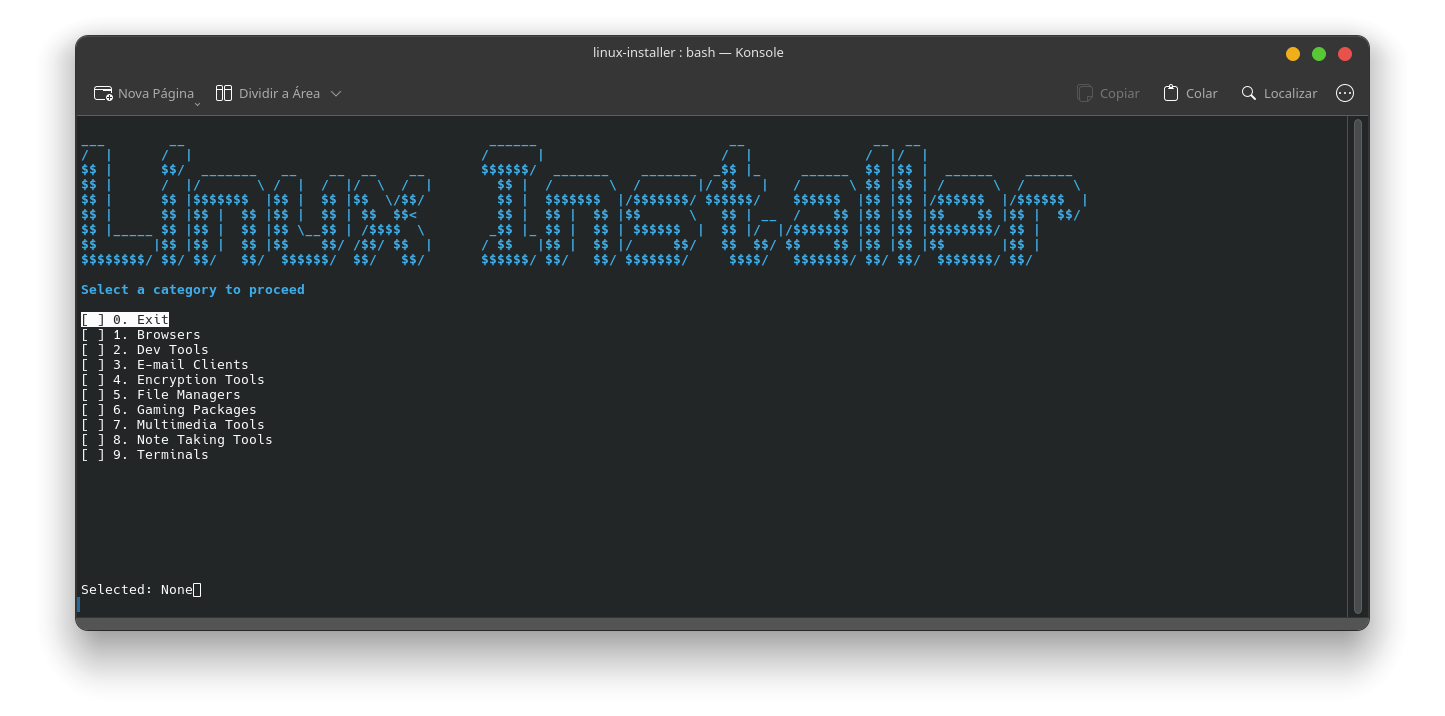 linux-installer : bash — Konsole
Nova Página
Dividir a Área
Copiar
Colar
Localizar
Linux Installer
Select a category to proceed
[ ] 0. Exit
[ ] 1. Browsers
[ ] 2. Dev Tools
[ ] 3. E-mail Clients
[ ] 4. Encryption Tools
[ ] 5. File Managers
[ ] 6. Gaming Packages
[ ] 7. Multimedia Tools
[ ] 8. Note Taking Tools
[ ] 9. Terminals
Selected: None